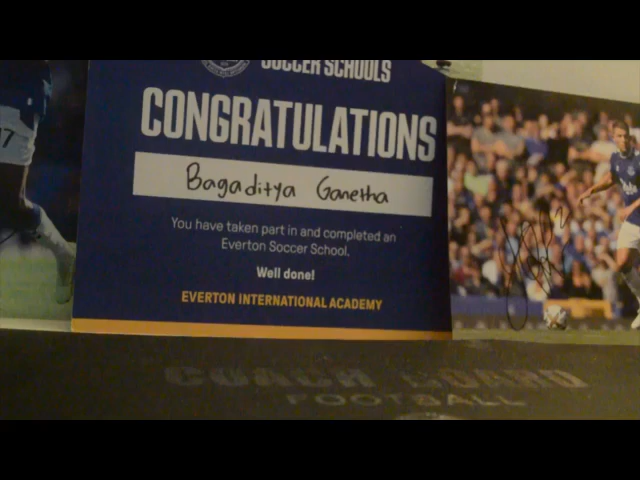 SOCCER SCHOOLS
CONGRATULATIONS
Bagaditya Ganetha
You have taken part in and completed an
Everton Soccer School.
Well done!
EVERTON INTERNATIONAL ACADEMY
COACH BOARD
FOOTBALL